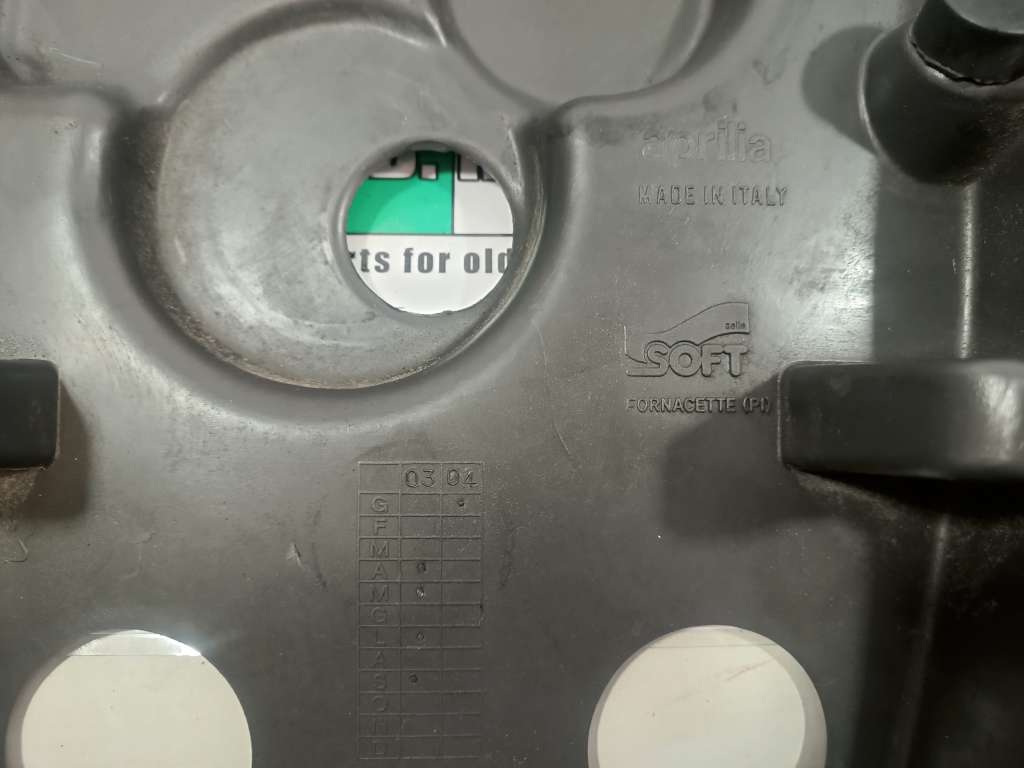 aprilia
MADE IN ITALY
rts for old
selle
SOFT
FORNACETTE (PI)
03 04
G
F
M
A
M
G
L
A
S
O
N
D